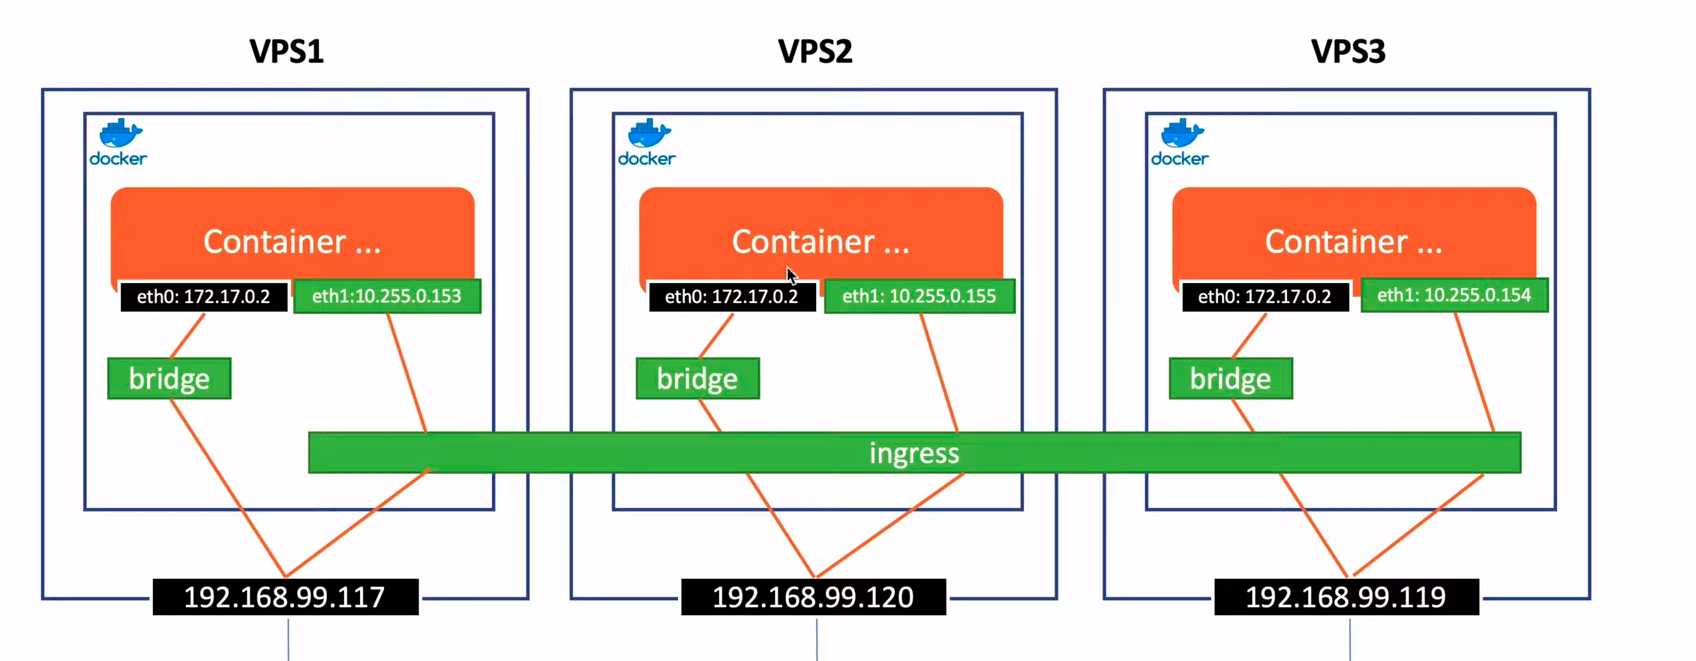 VPS1
VPS2
VPS3
docker
docker
docker
Container ...
Container ...
Container ...
eth0: 172.17.0.2
eth1:10.255.0.153
eth0: 172.17.0.2
eth1: 10.255.0.155
eth0: 172.17.0.2
eth1: 10.255.0.154
bridge
bridge
bridge
ingress
192.168.99.117
192.168.99.120
192.168.99.119